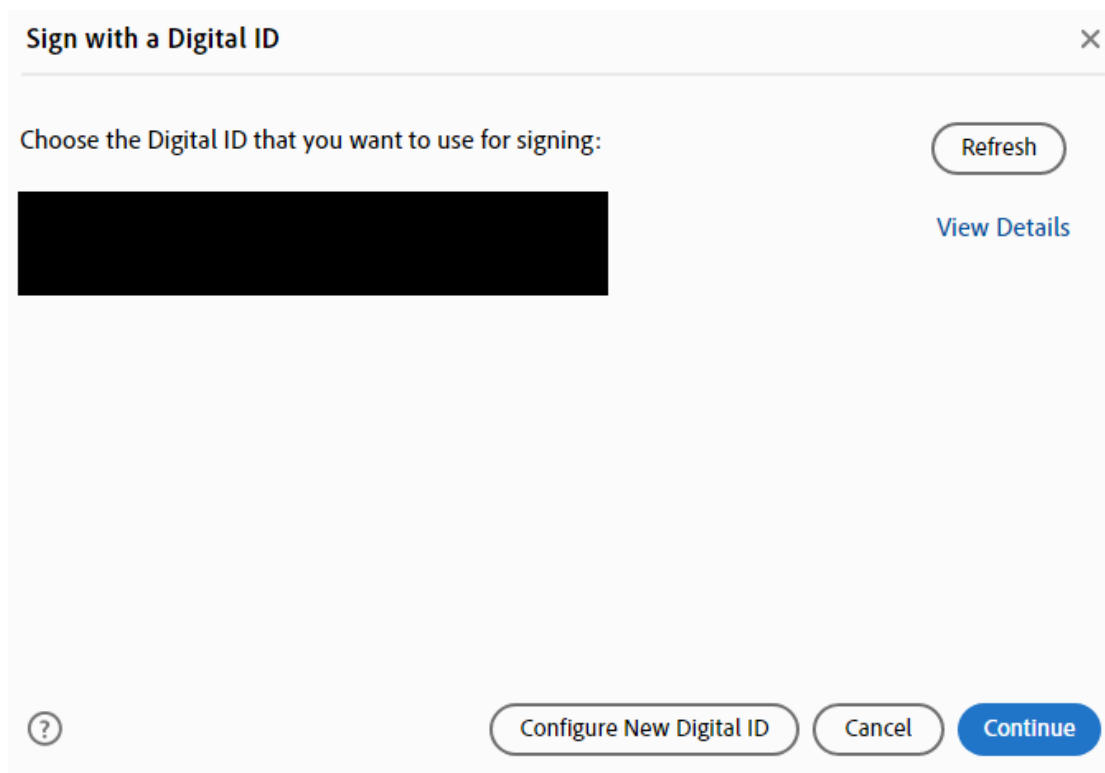 Sign with a Digital ID
Choose the Digital ID that you want to use for signing:
Refresh
View Details
?
Configure New Digital ID
Cancel
Continue